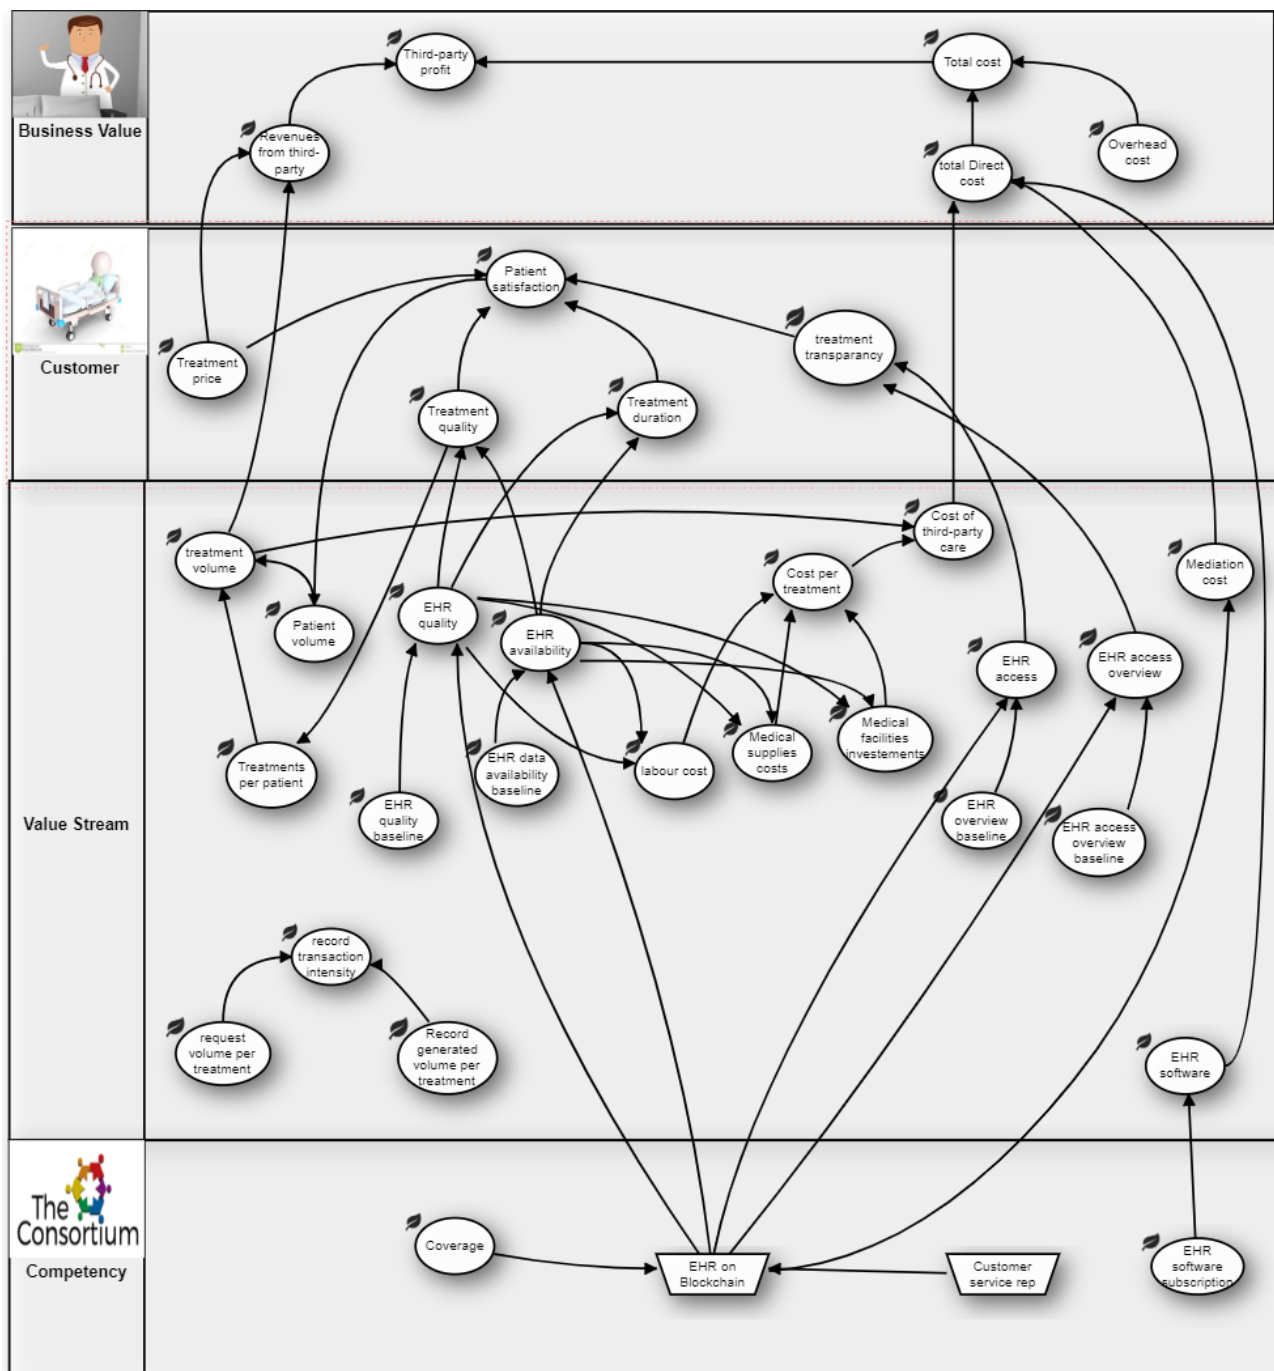 Third-party
profit
Total cost
Business Value
Revenues
from third-
party
Overhead
cost
total Direct
cost
Patient
satisfaction
treatment
transparancy
Customer
Treatment
price
Treatment
quality
Treatment
duration
treatment
volume
Cost of
third-party
care
Cost per
treatment
Mediation
cost
Patient
volume
EHR
quality
EHR
availability
EHR
access
EHR access
overview
Treatments
per patient
EHR data
availability
baseline
labour cost
Medical
supplies
costs
Medical
facilities
investements
EHR
quality
baseline
EHR
overview
baseline
EHR access
overview
baseline
Value Stream
record
transaction
intensity
request
volume per
treatment
Record
generated
volume per
treatment
EHR
software
The
Consortium
Competency
Coverage
EHR on
Blockchain
Customer
service rep
EHR
software
subscription